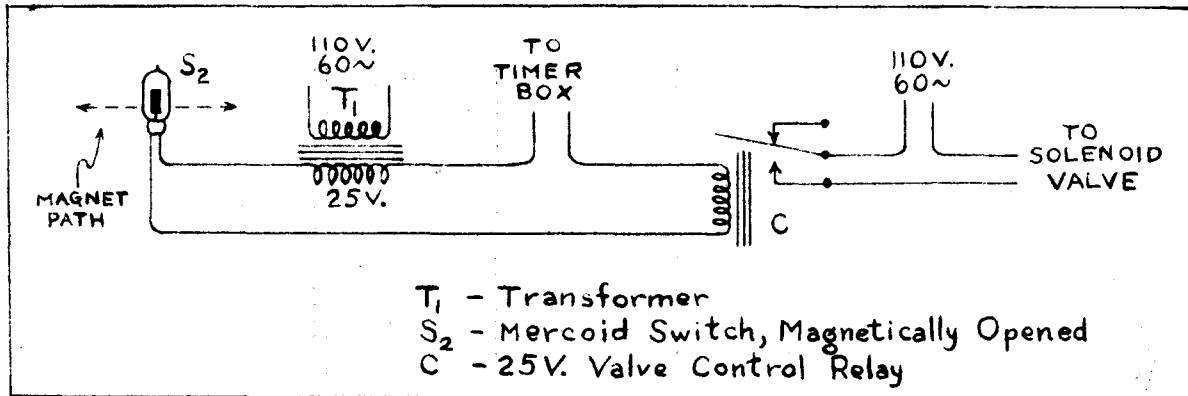 S₂
MAGNET
PATH
110V.
60~
T₁
25V.
TO
TIMER
BOX
C
110V.
60~
TO
SOLENOID
VALVE
T₁ - Transformer
S₂ - Mercoid Switch, Magnetically Opened
C - 25V. Valve Control Relay